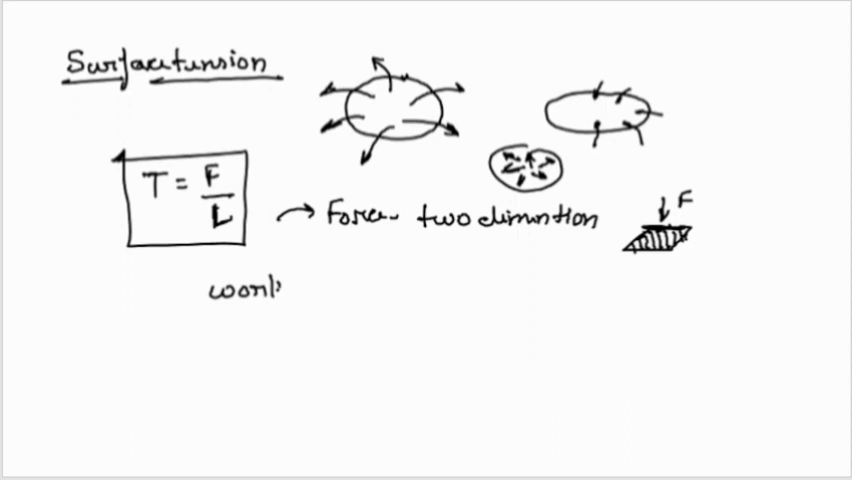 Surfacetension
T = F
L
Force two dimention
F
work